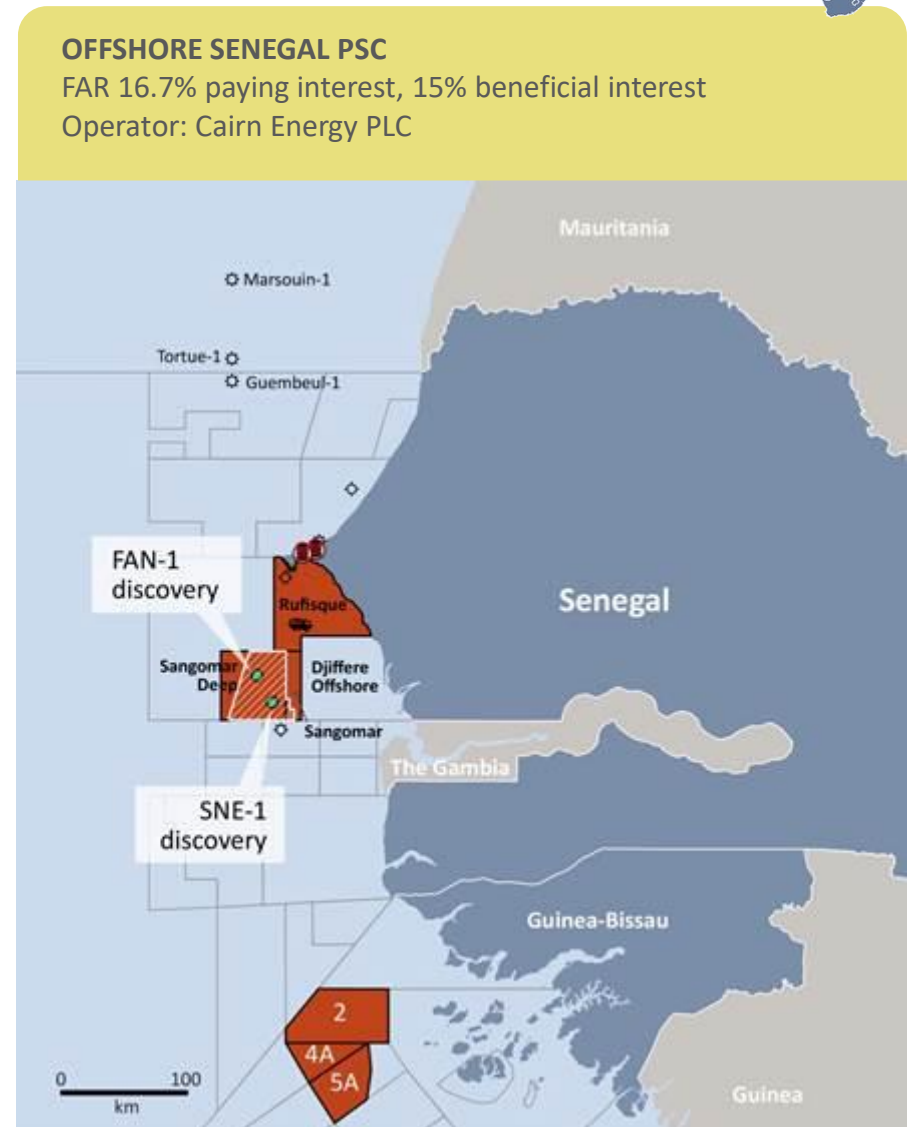 OFFSHORE SENEGAL PSC
FAR 16.7% paying interest, 15% beneficial interest
Operator: Cairn Energy PLC
Mauritania
Marsouin-1
Tortue-1
Guembeul-1
FAN-1
discovery
Rufisque
Senegal
Sangomar
Deep
Djiffere
Offshore
Sangomar
The Gambia
SNE-1
discovery
Guinea-Bissau
2
4A
5A
0 100
km
Guinea